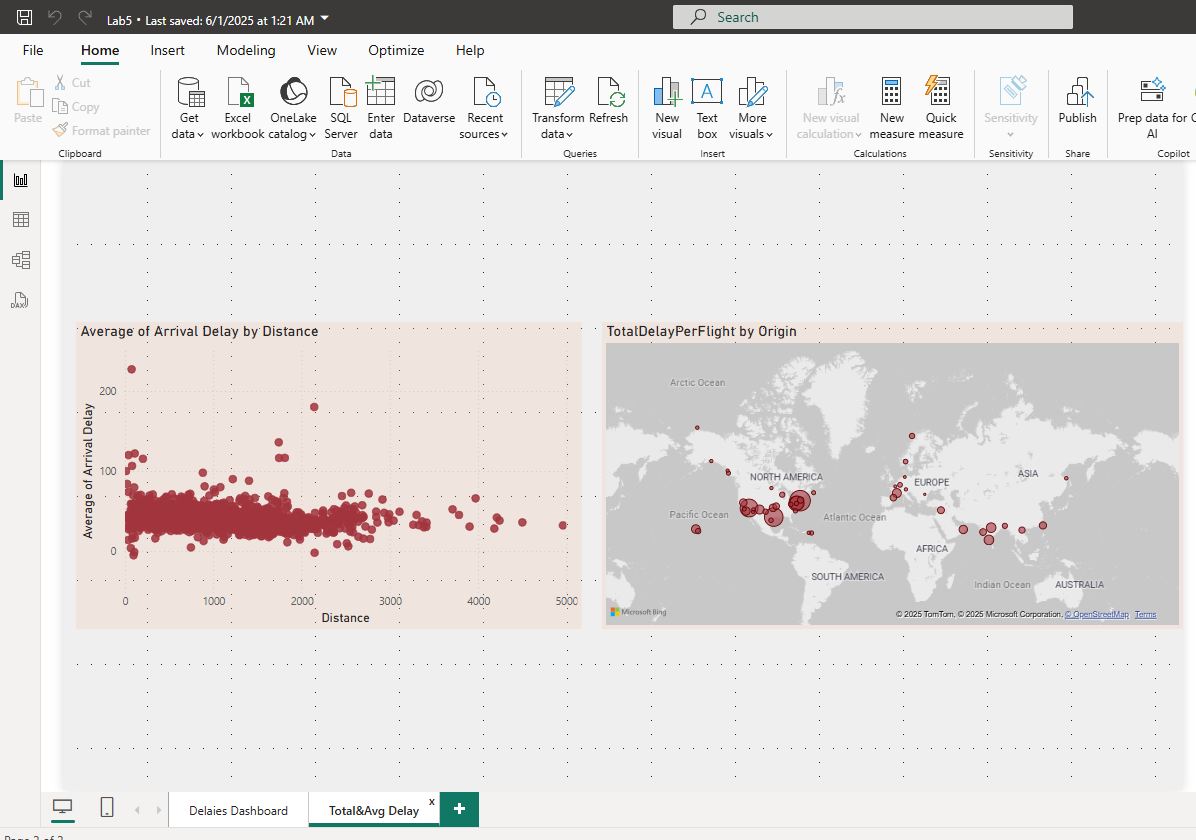 Lab5 • Last saved: 6/1/2025 at 1:21 AM
Search
File Home Insert Modeling View Optimize Help
Paste
Cut
Copy
Format painter
Clipboard
Get data
Excel workbook
OneLake catalog
SQL Server
Enter data
Dataverse
Recent sources
Data
Transform data
Refresh
Queries
New visual
Text box
More visuals
Insert
New visual calculation
New measure
Quick measure
Calculations
Sensitivity
Sensitivity
Publish
Share
Prep data for AI
Copilot
DAX
Average of Arrival Delay by Distance
Average of Arrival Delay
200
100
0
0 1000 2000 3000 4000 5000
Distance
TotalDelayPerFlight by Origin
Arctic Ocean
NORTH AMERICA
EUROPE
ASIA
Pacific Ocean
Atlantic Ocean
AFRICA
SOUTH AMERICA
Indian Ocean
AUSTRALIA
Microsoft Bing
© 2025 TomTom, © 2025 Microsoft Corporation, © OpenStreetMap Terms
Delaies Dashboard
Total&Avg Delay
x
+